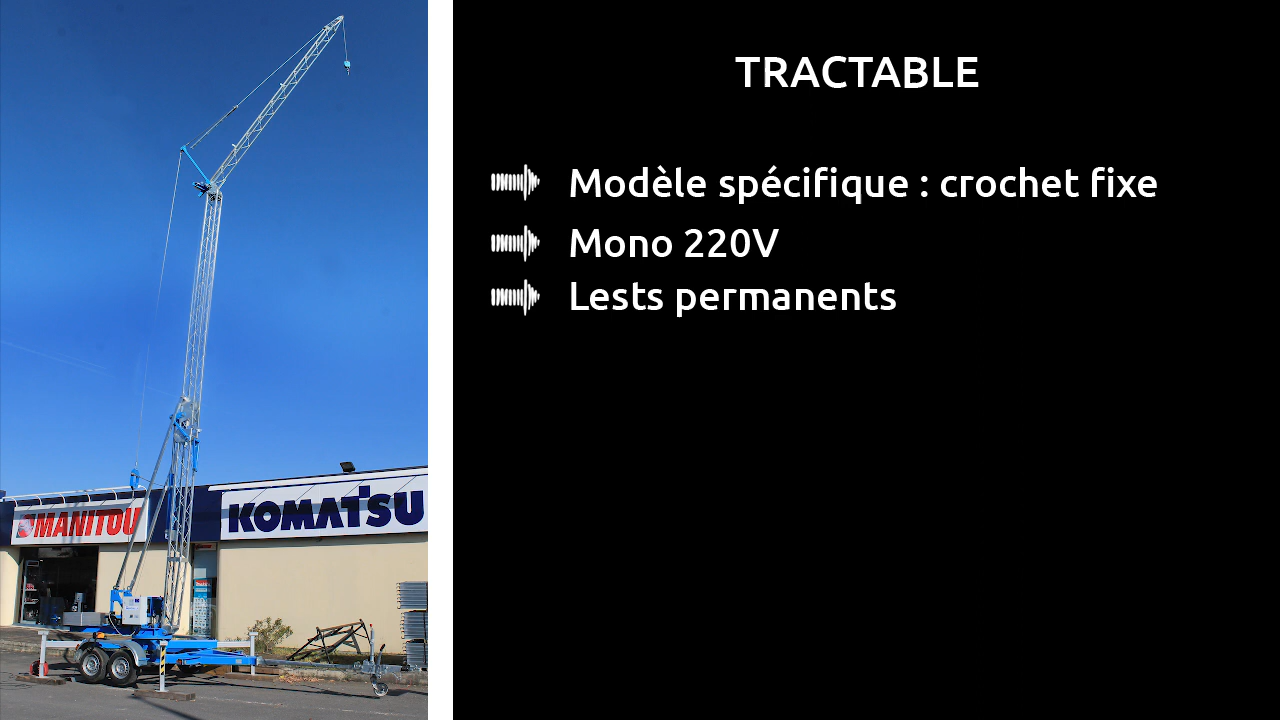 TRACTABLE
Modèle spécifique : crochet fixe
Mono 220V
Lests permanents
MANITOU
KOMATSU